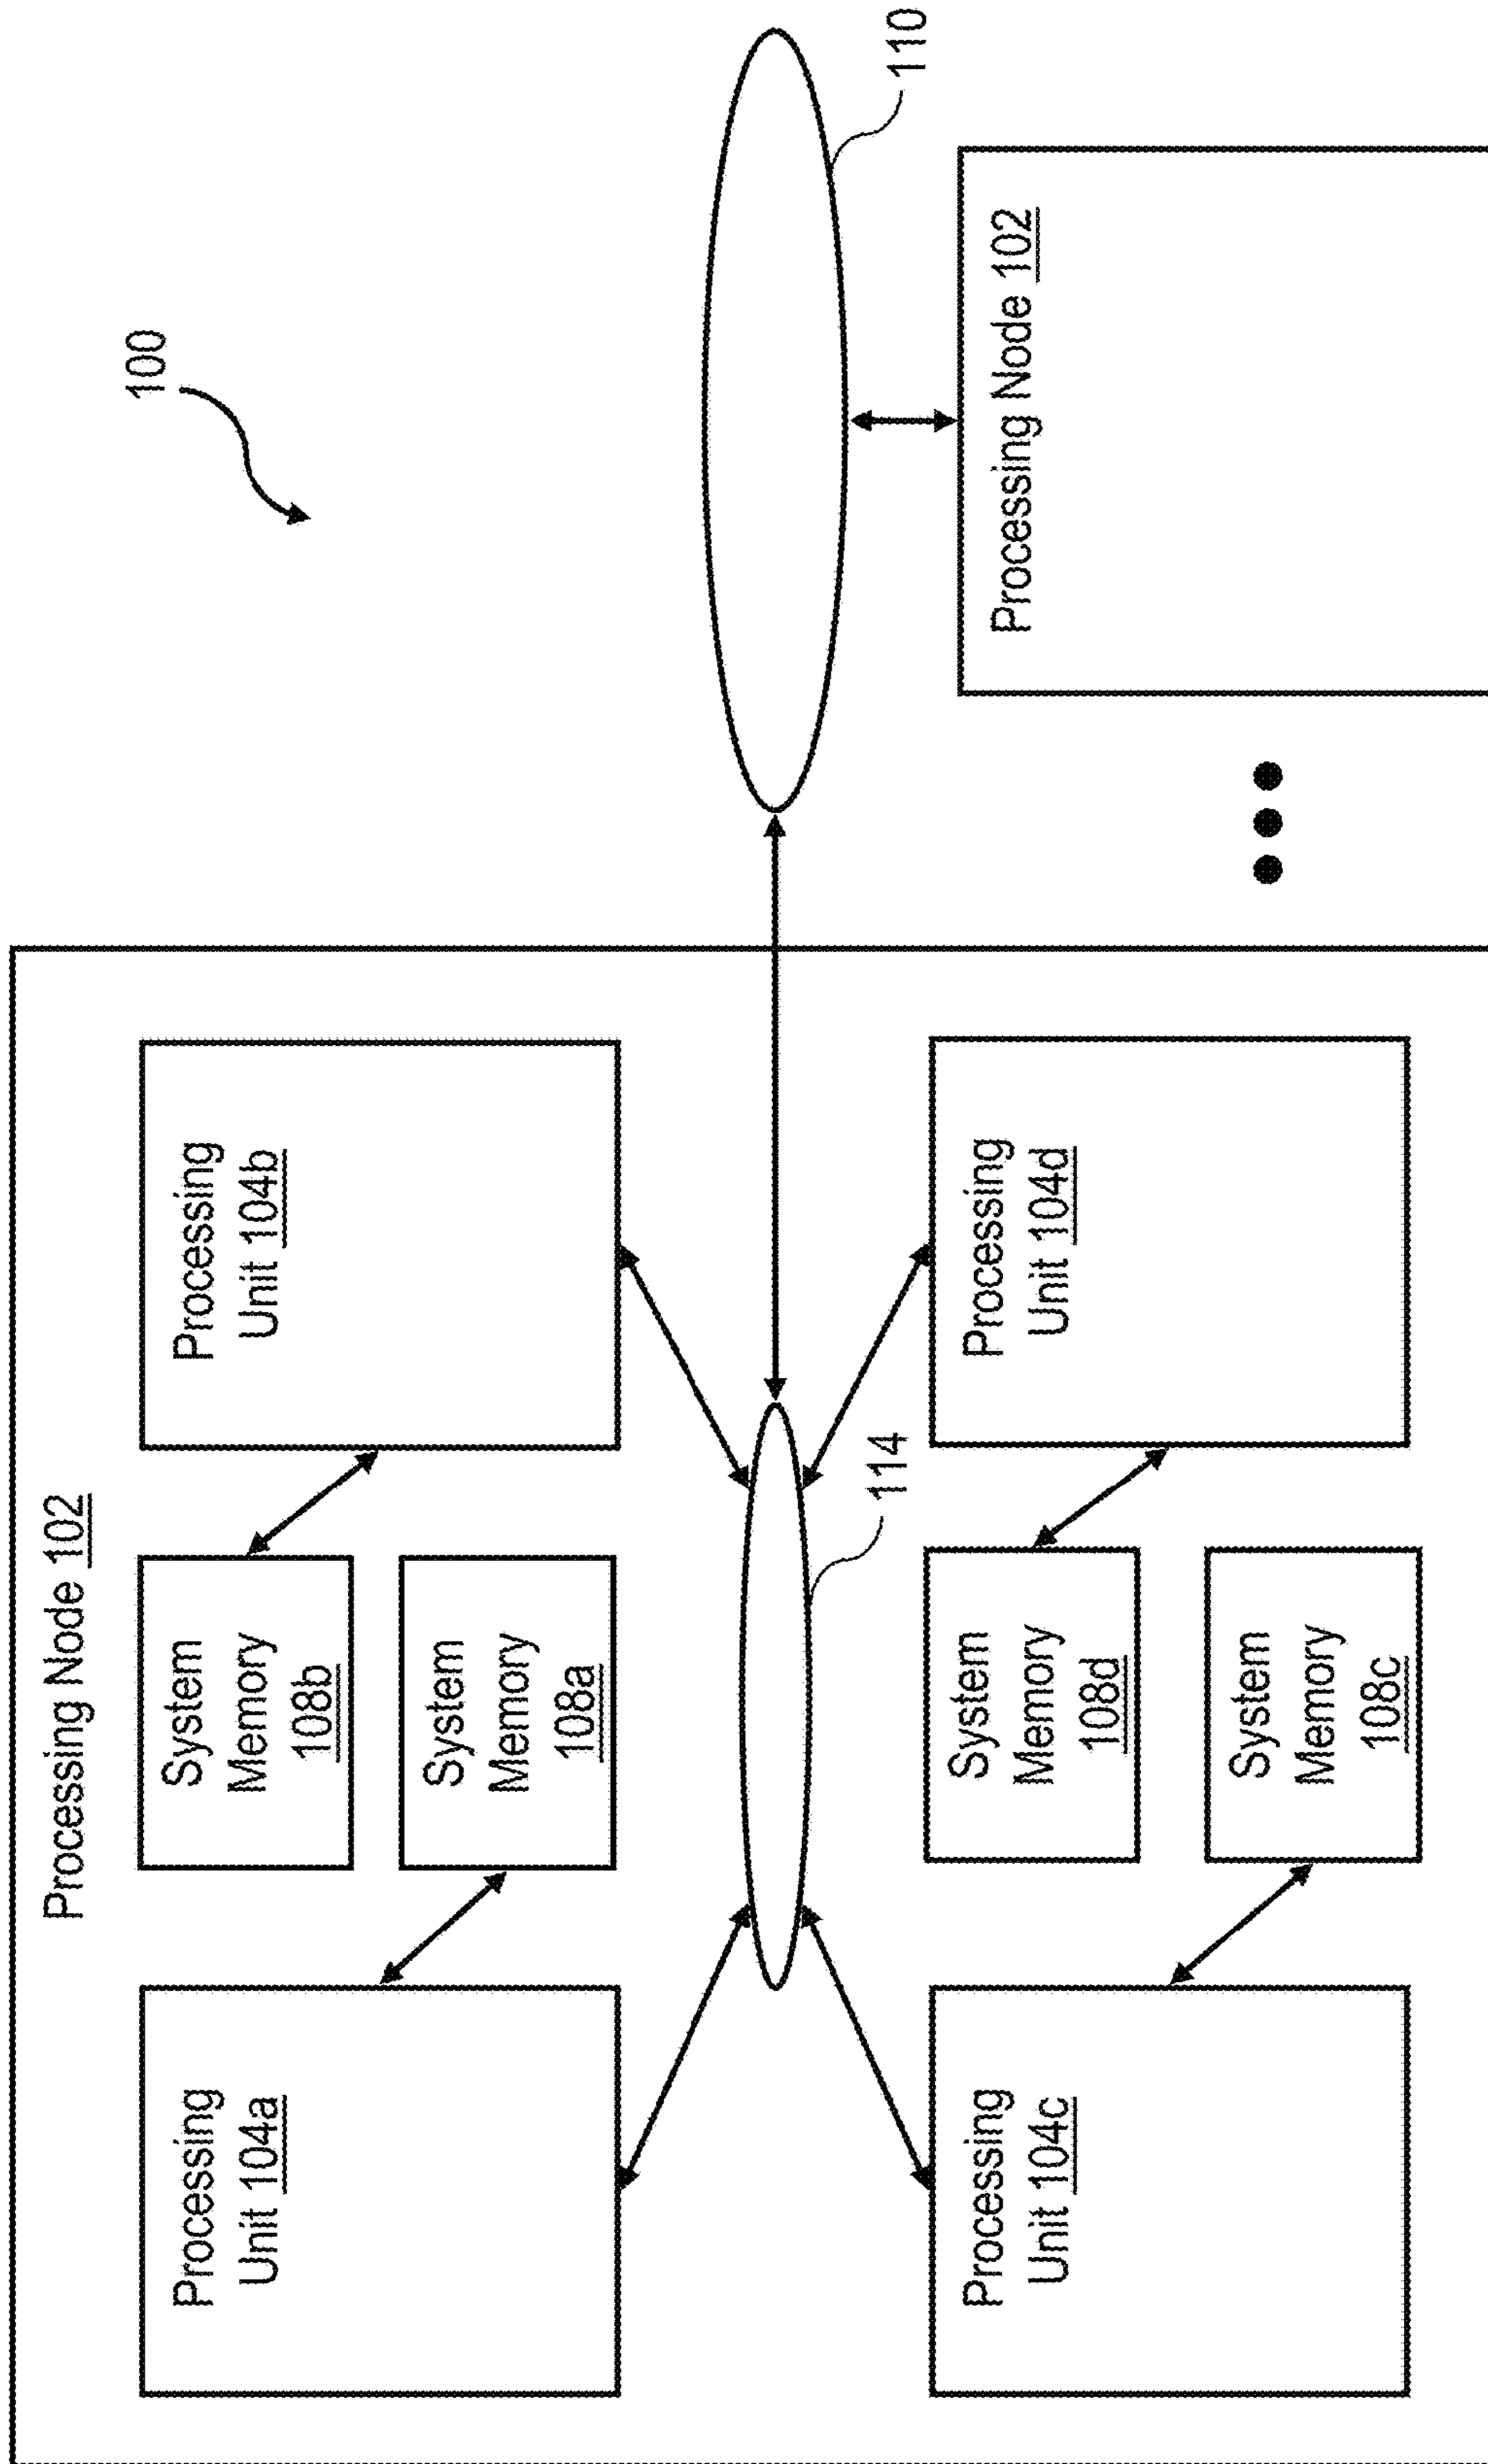 100
Processing Node 102
Processing
Unit 104a
System
Memory
108b
System
Memory
108a
Processing
Unit 104b
110
114
Processing Node 102
Processing
Unit 104c
System
Memory
108d
System
Memory
108c
Processing
Unit 104d